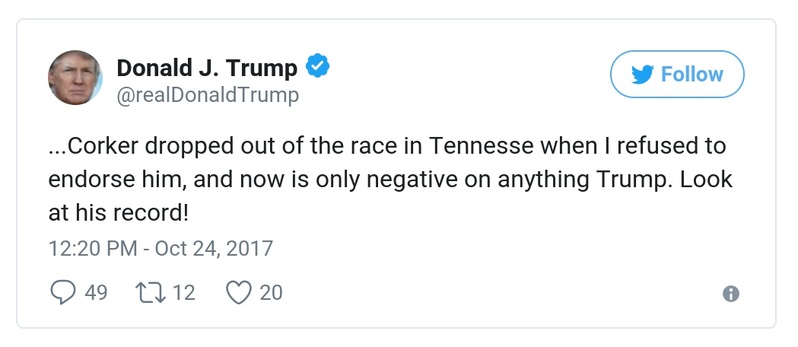 Donald J. Trump
@realDonaldTrump
Follow
...Corker dropped out of the race in Tennesse when I refused to
endorse him, and now is only negative on anything Trump. Look
at his record!
12:20 PM - Oct 24, 2017
49 12 20